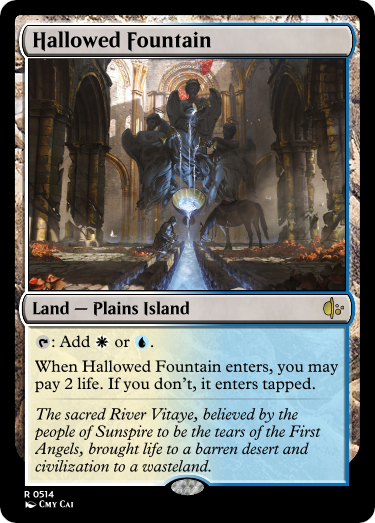 Hallowed Fountain
Land — Plains Island
: Add or .
When Hallowed Fountain enters, you may
pay 2 life. If you don't, it enters tapped.
The sacred River Vitaye, believed by the
people of Sunspire to be the tears of the First
Angels, brought life to a barren desert and
civilization to a wasteland.
R 0514
Cmy Cai